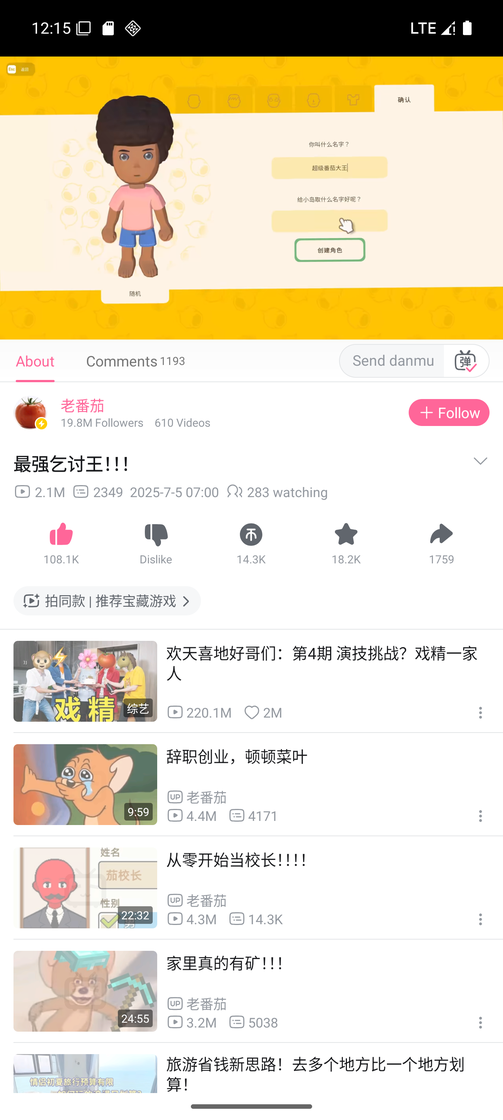 12:15
LTE
确认
你叫什么名字？
超级番茄大王
给小岛取什么名字好呢？
创建角色
随机
About
Comments 1193
Send danmu
弹
老番茄
19.8M Followers 610 Videos
+ Follow
最强乞讨王!!!
2.1M 2349 2025-7-5 07:00 283 watching
108.1K
Dislike
14.3K
18.2K
1759
拍同款 | 推荐宝藏游戏
欢天喜地好哥们：第4期 演技挑战？戏精一家人
戏精
综艺
220.1M 2M
辞职创业，顿顿菜叶
9:59
UP 老番茄
4.4M 4171
从零开始当校长!!!!
姓名
茄校长
性别
22:32
UP 老番茄
4.3M 14.3K
家里真的有矿!!!
24:55
UP 老番茄
3.2M 5038
旅游省钱新思路！去多个地方比一个地方划算！